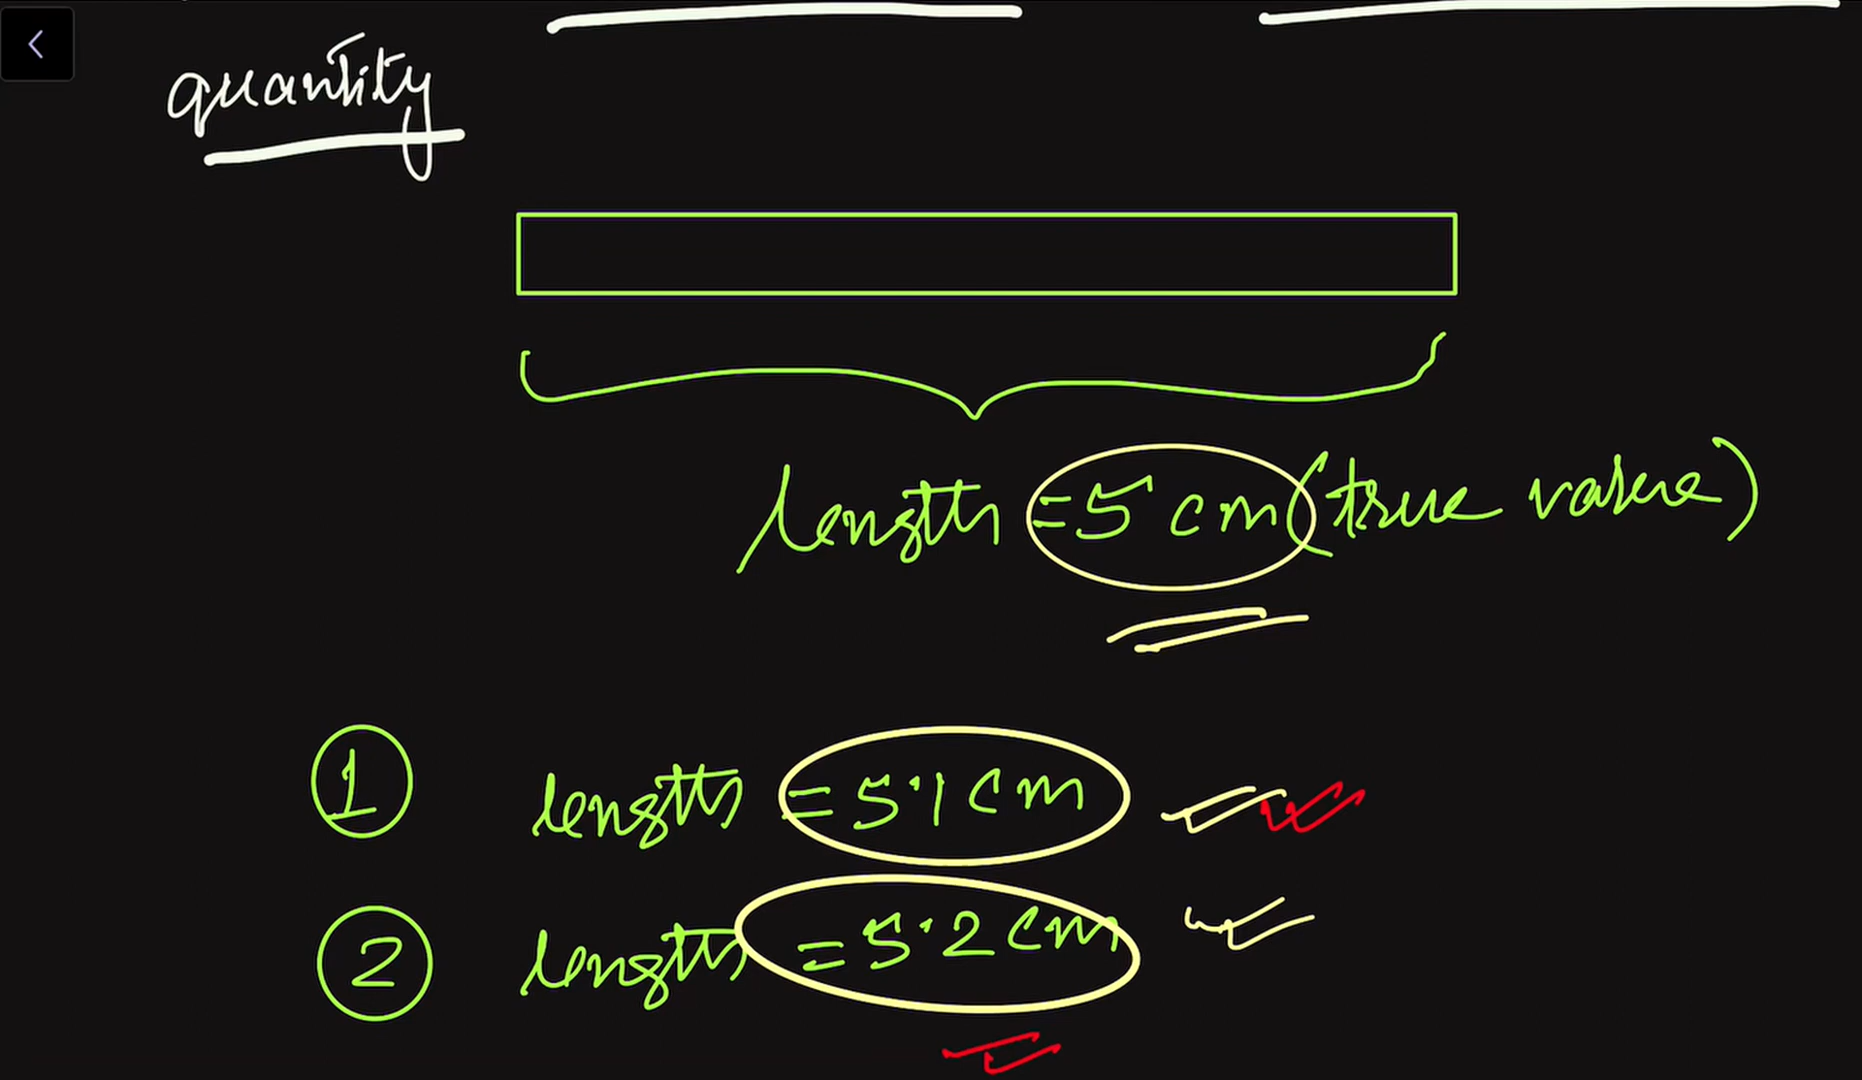 quantity
length = 5 cm (true value)
1 length = 5.1 cm
2 length = 5.2 cm